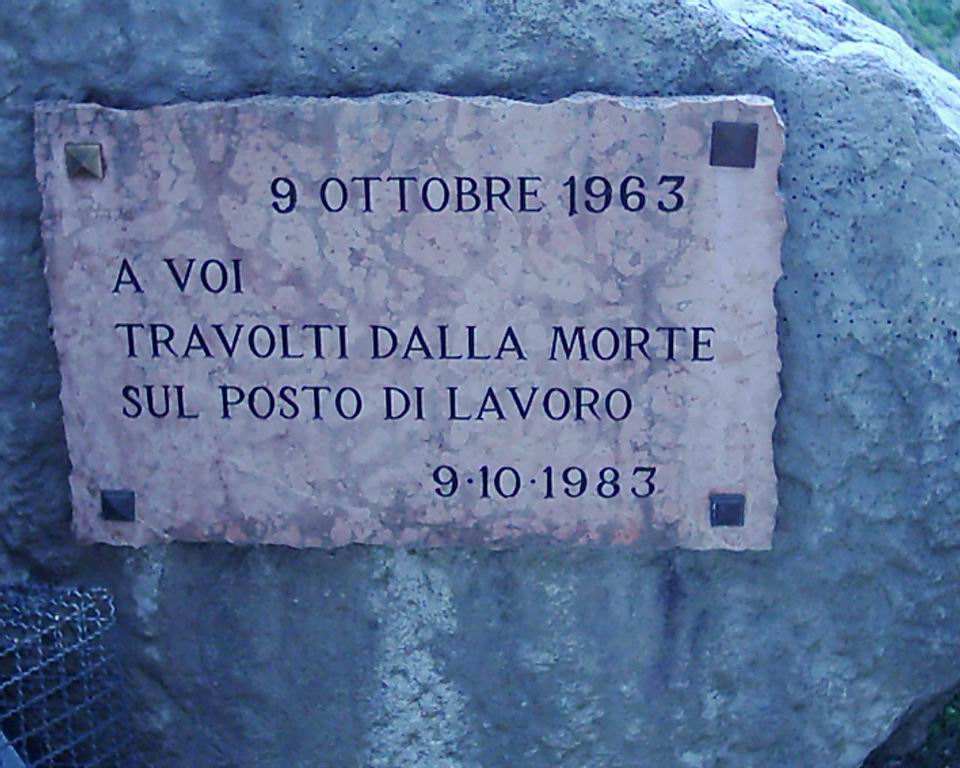 9 OTTOBRE 1963
A VOI
TRAVOLTI DALLA MORTE
SUL POSTO DI LAVORO
9·10·1983